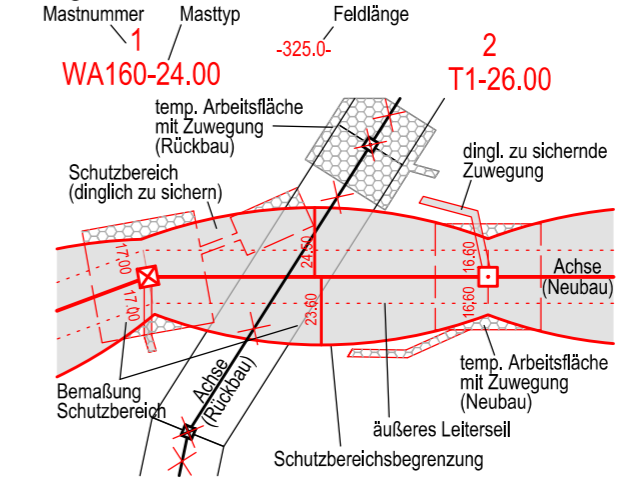 Mastnummer
Masttyp
Feldlänge
1
WA160-24.00
-325.0-
2
T1-26.00
temp. Arbeitsfläche
mit Zuwegung
(Rückbau)
dingl. zu sichernde
Zuwegung
Schutzbereich
(dinglich zu sichern)
17.00
17.00
24.50
23.60
16.60
16.60
Achse
(Neubau)
Bemaßung
Schutzbereich
Achse
(Rückbau)
temp. Arbeitsfläche
mit Zuwegung
(Neubau)
äußeres Leiterseil
Schutzbereichsbegrenzung